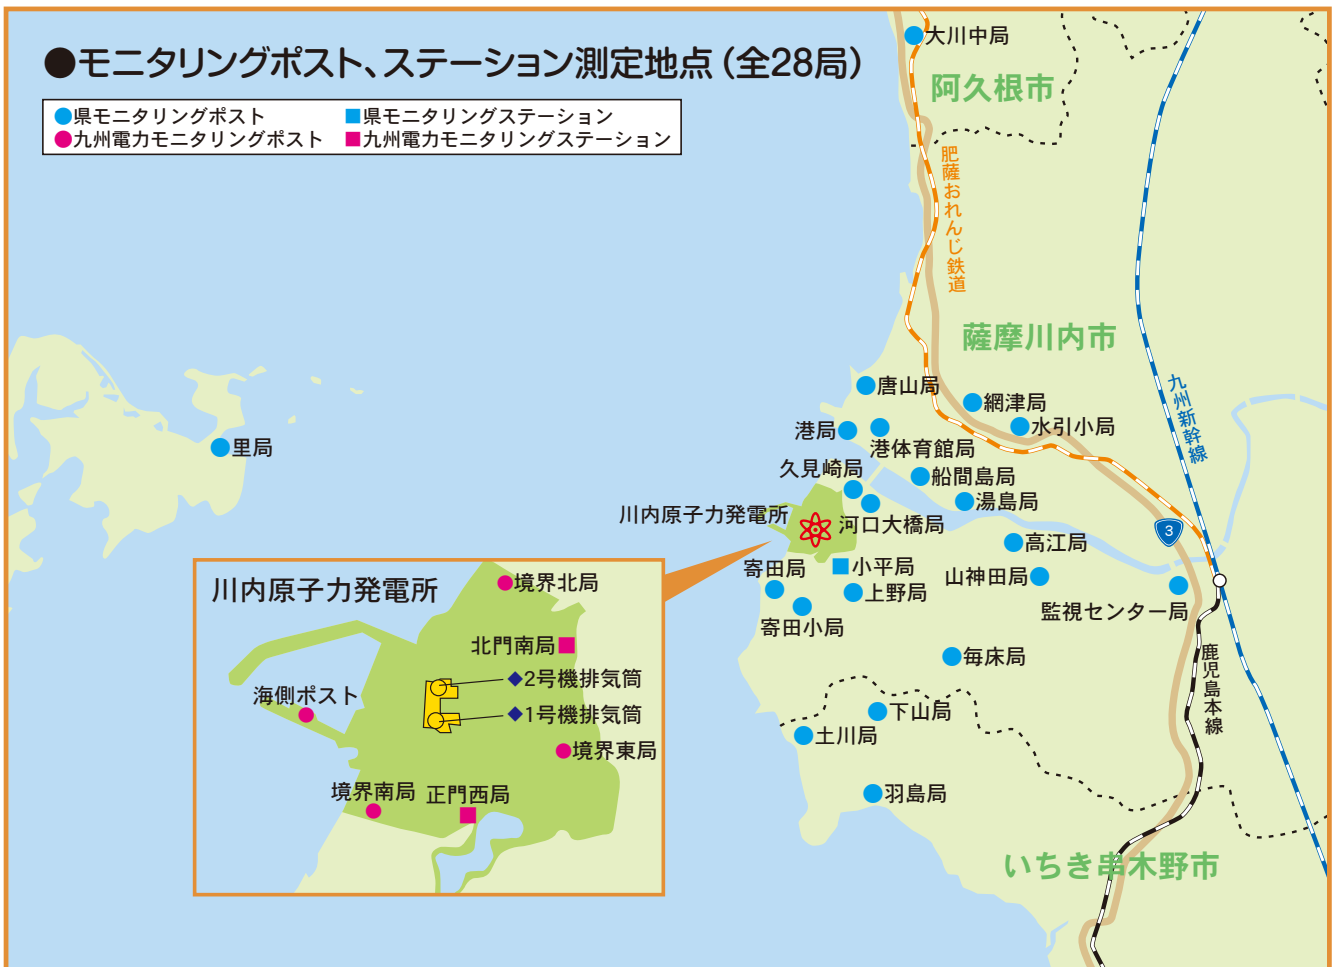 ●モニタリングポスト、ステーション測定地点（全28局）
県モニタリングポスト
県モニタリングステーション
九州電力モニタリングポスト
九州電力モニタリングステーション
大川中局
阿久根市
肥薩おれんじ鉄道
薩摩川内市
九州新幹線
唐山局
網津局
水引小局
港局
港体育館局
里局
久見崎局
船間島局
湯島局
川内原子力発電所
河口大橋局
3
高江局
小平局
山神田局
寄田局
上野局
監視センター局
寄田小局
毎床局
鹿児島本線
下山局
土川局
羽島局
いちき串木野市
川内原子力発電所
境界北局
北門南局
◆2号機排気筒
海側ポスト
◆1号機排気筒
境界東局
境界南局
正門西局